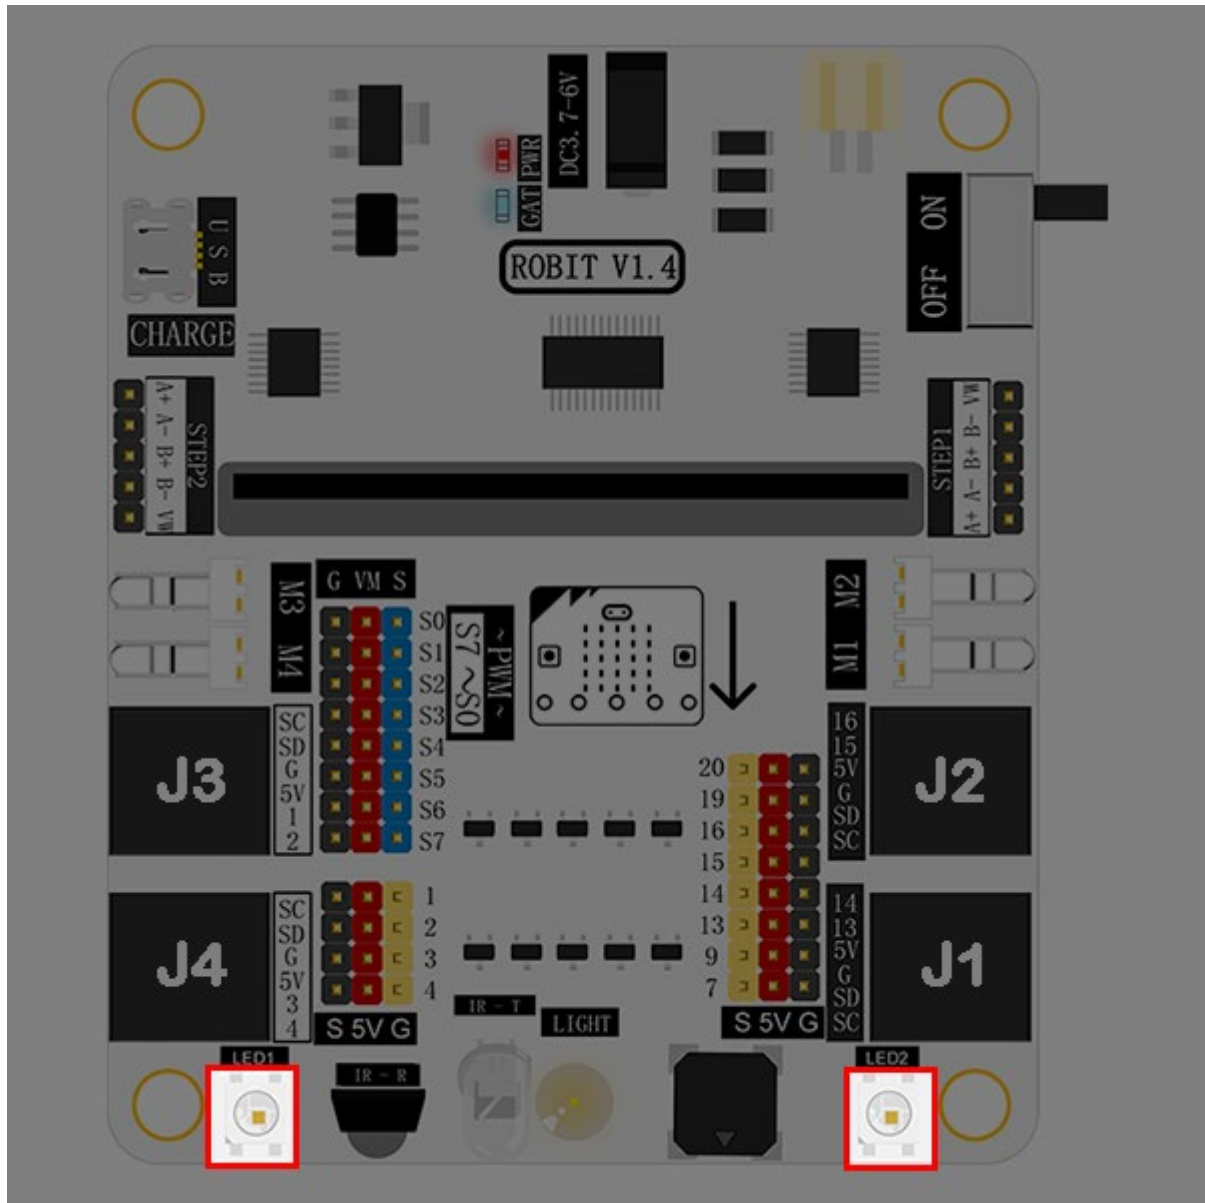 DC3.7-6V
PWR
GAT
ON
OFF
USB
CHARGE
ROBIT V1.4
A+ A- B+ B- VW
STEP2
STEP1
A+ A- B+ B- VW
M3
M4
G VM S
S0
S1
S2
S3
S4
S5
S6
S7
~PWM~
S7~S0
M2
M1
J3
SC
SD
G
5V
1
2
J2
16
15
5V
G
SD
SC
20
19
16
15
14
13
9
7
S 5V G
J4
SC
SD
G
5V
3
4
1
2
3
4
S 5V G
J1
14
13
5V
G
SD
SC
IR-T
LIGHT
LED1
IR-R
LED2